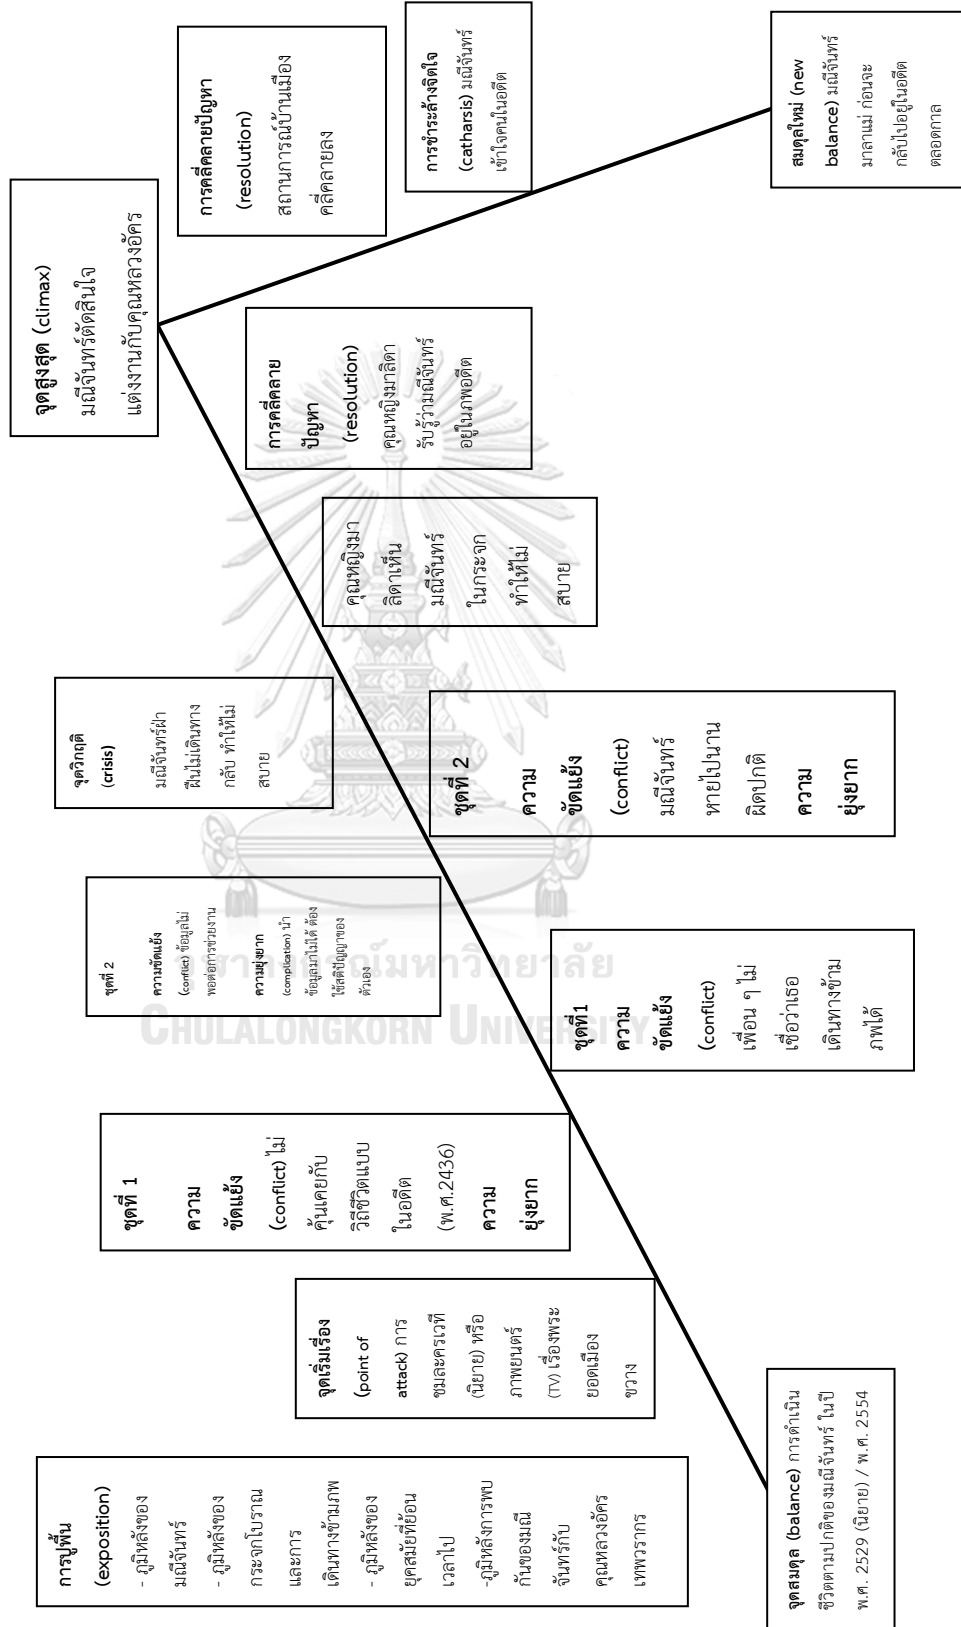 การปูพื้น
(exposition)
- ภูมิหลังของ
มณีจันทร์
- ภูมิหลังของ
กระจกโบราณ
และการ
เดินทางข้ามภพ
- ภูมิหลังของ
ยุคสมัยที่ย้อน
เวลาไป
-ภูมิหลังการพบ
กันของมณี
จันทร์กับ
คุณหลวงอัคร
เทพวรากร
จุดสมดุล (balance) การดำเนิน
ชีวิตตามปกติของมณีจันทร์ ในปี
พ.ศ. 2529 (นิยาย) / พ.ศ. 2554
จุดเริ่มเรื่อง
(point of
attack) การ
ชมละครเวที
(นิยาย) หรือ
ภาพยนตร์
(TV) เรื่องพระ
ยอดเมือง
ขวาง
ชุดที่ 1
ความ
ขัดแย้ง
(conflict) ไม่
คุ้นเคยกับ
วิถีชีวิตแบบ
ในอดีต
(พ.ศ.2436)
ความ
ยุ่งยาก
ชุดที่1
ความ
ขัดแย้ง
(conflict)
เพื่อน ๆ ไม่
เชื่อว่าเธอ
เดินทางข้าม
ภพได้
ชุดที่ 2
ความขัดแย้ง
(conflict) ข้อมูลไม่
พอต่อการช่วยงาน
ความยุ่งยาก
(complication) นำ
ข้อมูลมาไม่ได้ ต้อง
ใช้สติปัญญาของ
ตัวเอง
ชุดที่ 2
ความ
ขัดแย้ง
(conflict)
มณีจันทร์
หายไปนาน
ผิดปกติ
ความ
ยุ่งยาก
จุดวิกฤติ
(crisis)
มณีจันทร์ฝ่า
ฝืนไม่เดินทาง
กลับ ทำให้ไม่
สบาย
คุณหญิงมา
ลิดาเห็น
มณีจันทร์
ในกระจก
ทำให้ไม่
สบาย
การคลี่คลาย
ปัญหา
(resolution)
คุณหญิงมาลิดา
รับรู้ว่ามณีจันทร์
อยู่ในภพอดีต
จุดสูงสุด (climax)
มณีจันทร์ตัดสินใจ
แต่งงานกับคุณหลวงอัคร
การคลี่คลายปัญหา
(resolution)
สถานการณ์บ้านเมือง
คลี่คลายลง
การชำระล้างจิตใจ
(catharsis) มณีจันทร์
เข้าใจคนในอดีต
สมดุลใหม่ (new
balance) มณีจันทร์
มาลาแม่ ก่อนจะ
กลับไปอยู่ในอดีต
ตลอดกาล
จุฬาลงกรณ์มหาวิทยาลัย
CHULALONGKORN UNIVERSITY